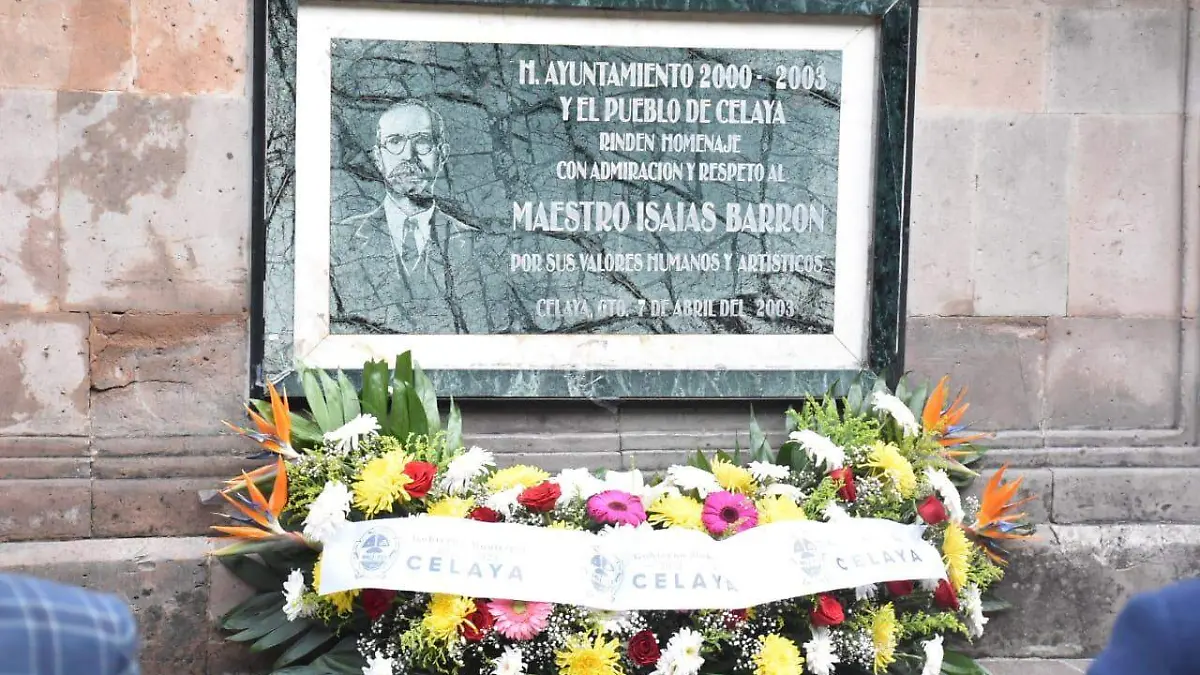 H. AYUNTAMIENTO 2000 - 2003
Y EL PUEBLO DE CELAYA
RINDEN HOMENAJE
CON ADMIRACION Y RESPETO AL
MAESTRO ISAIAS BARRON
POR SUS VALORES HUMANOS Y ARTISTICOS
CELAYA, GTO. 7 DE ABRIL DEL 2003
CELAYA
CELAYA
CELAYA